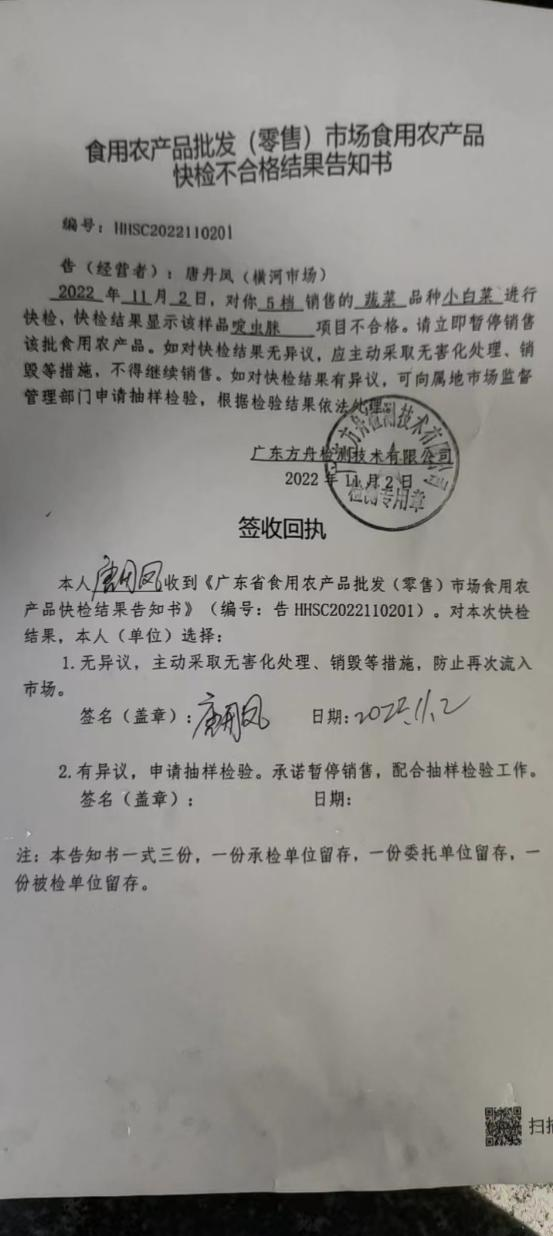 食用农产品批发（零售）市场食用农产品
快检不合格结果告知书
编号：HHSC2022110201
告（经营者）：唐丹凤（横河市场）
2022 年 11 月 2 日，对你 5档 销售的 蔬菜 品种 小白菜 进行
快检，快检结果显示该样品 啶虫脒 项目不合格。请立即暂停销售
该批食用农产品。如对快检结果无异议，应主动采取无害化处理、销
毁等措施，不得继续销售。如对快检结果有异议，可向属地市场监督
管理部门申请抽样检验，根据检验结果依法处理。
广东方舟检测技术有限公司
2022 年 11 月 2 日
检测专用章
签收回执
本人唐丹凤收到《广东省食用农产品批发（零售）市场食用农
产品快检结果告知书》（编号：告 HHSC2022110201）。对本次快检
结果，本人（单位）选择：
1.无异议，主动采取无害化处理、销毁等措施，防止再次流入
市场。
签名（盖章）：唐丹凤 日期：2022.11.2
2.有异议，申请抽样检验。承诺暂停销售，配合抽样检验工作。
签名（盖章）： 日期：
注：本告知书一式三份，一份承检单位留存，一份委托单位留存，一
份被检单位留存。